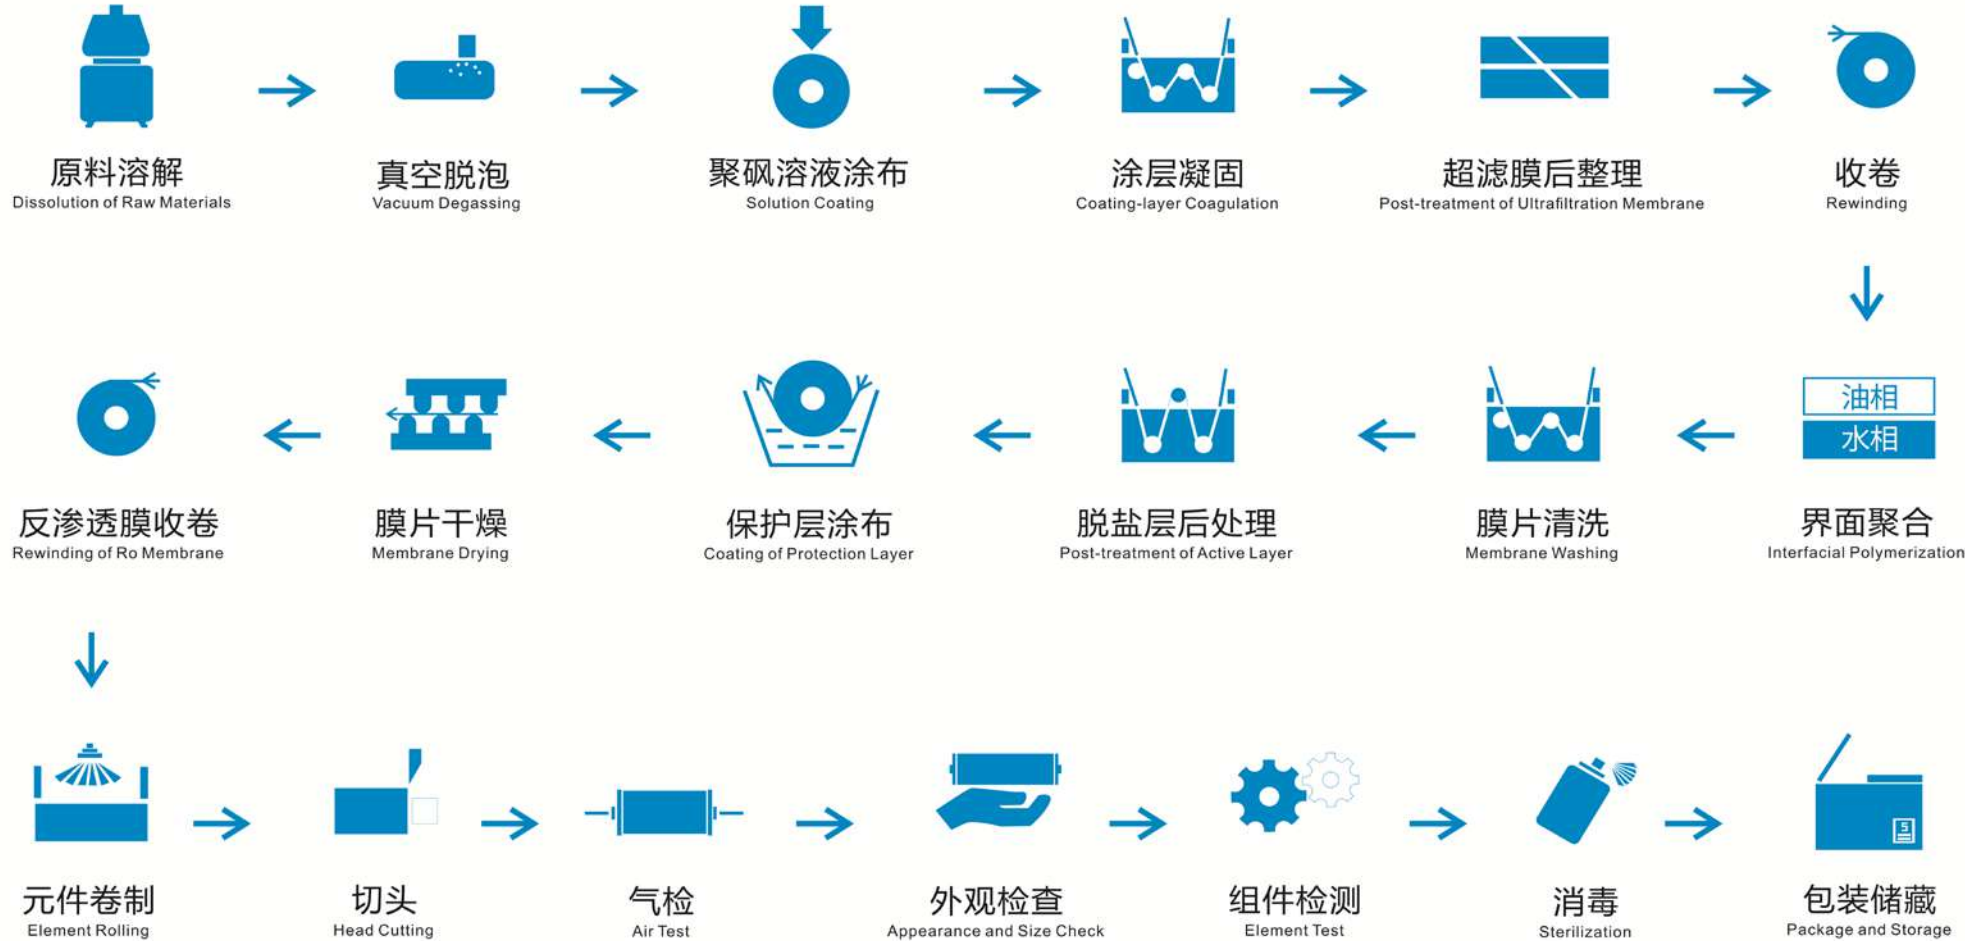 原料溶解
Dissolution of Raw Materials
真空脱泡
Vacuum Degassing
聚砜溶液涂布
Solution Coating
涂层凝固
Coating-layer Coagulation
超滤膜后整理
Post-treatment of Ultrafiltration Membrane
收卷
Rewinding
油相
水相
界面聚合
Interfacial Polymerization
膜片清洗
Membrane Washing
脱盐层后处理
Post-treatment of Active Layer
保护层涂布
Coating of Protection Layer
膜片干燥
Membrane Drying
反渗透膜收卷
Rewinding of Ro Membrane
元件卷制
Element Rolling
切头
Head Cutting
气检
Air Test
外观检查
Appearance and Size Check
组件检测
Element Test
消毒
Sterilization
5
包装储藏
Package and Storage